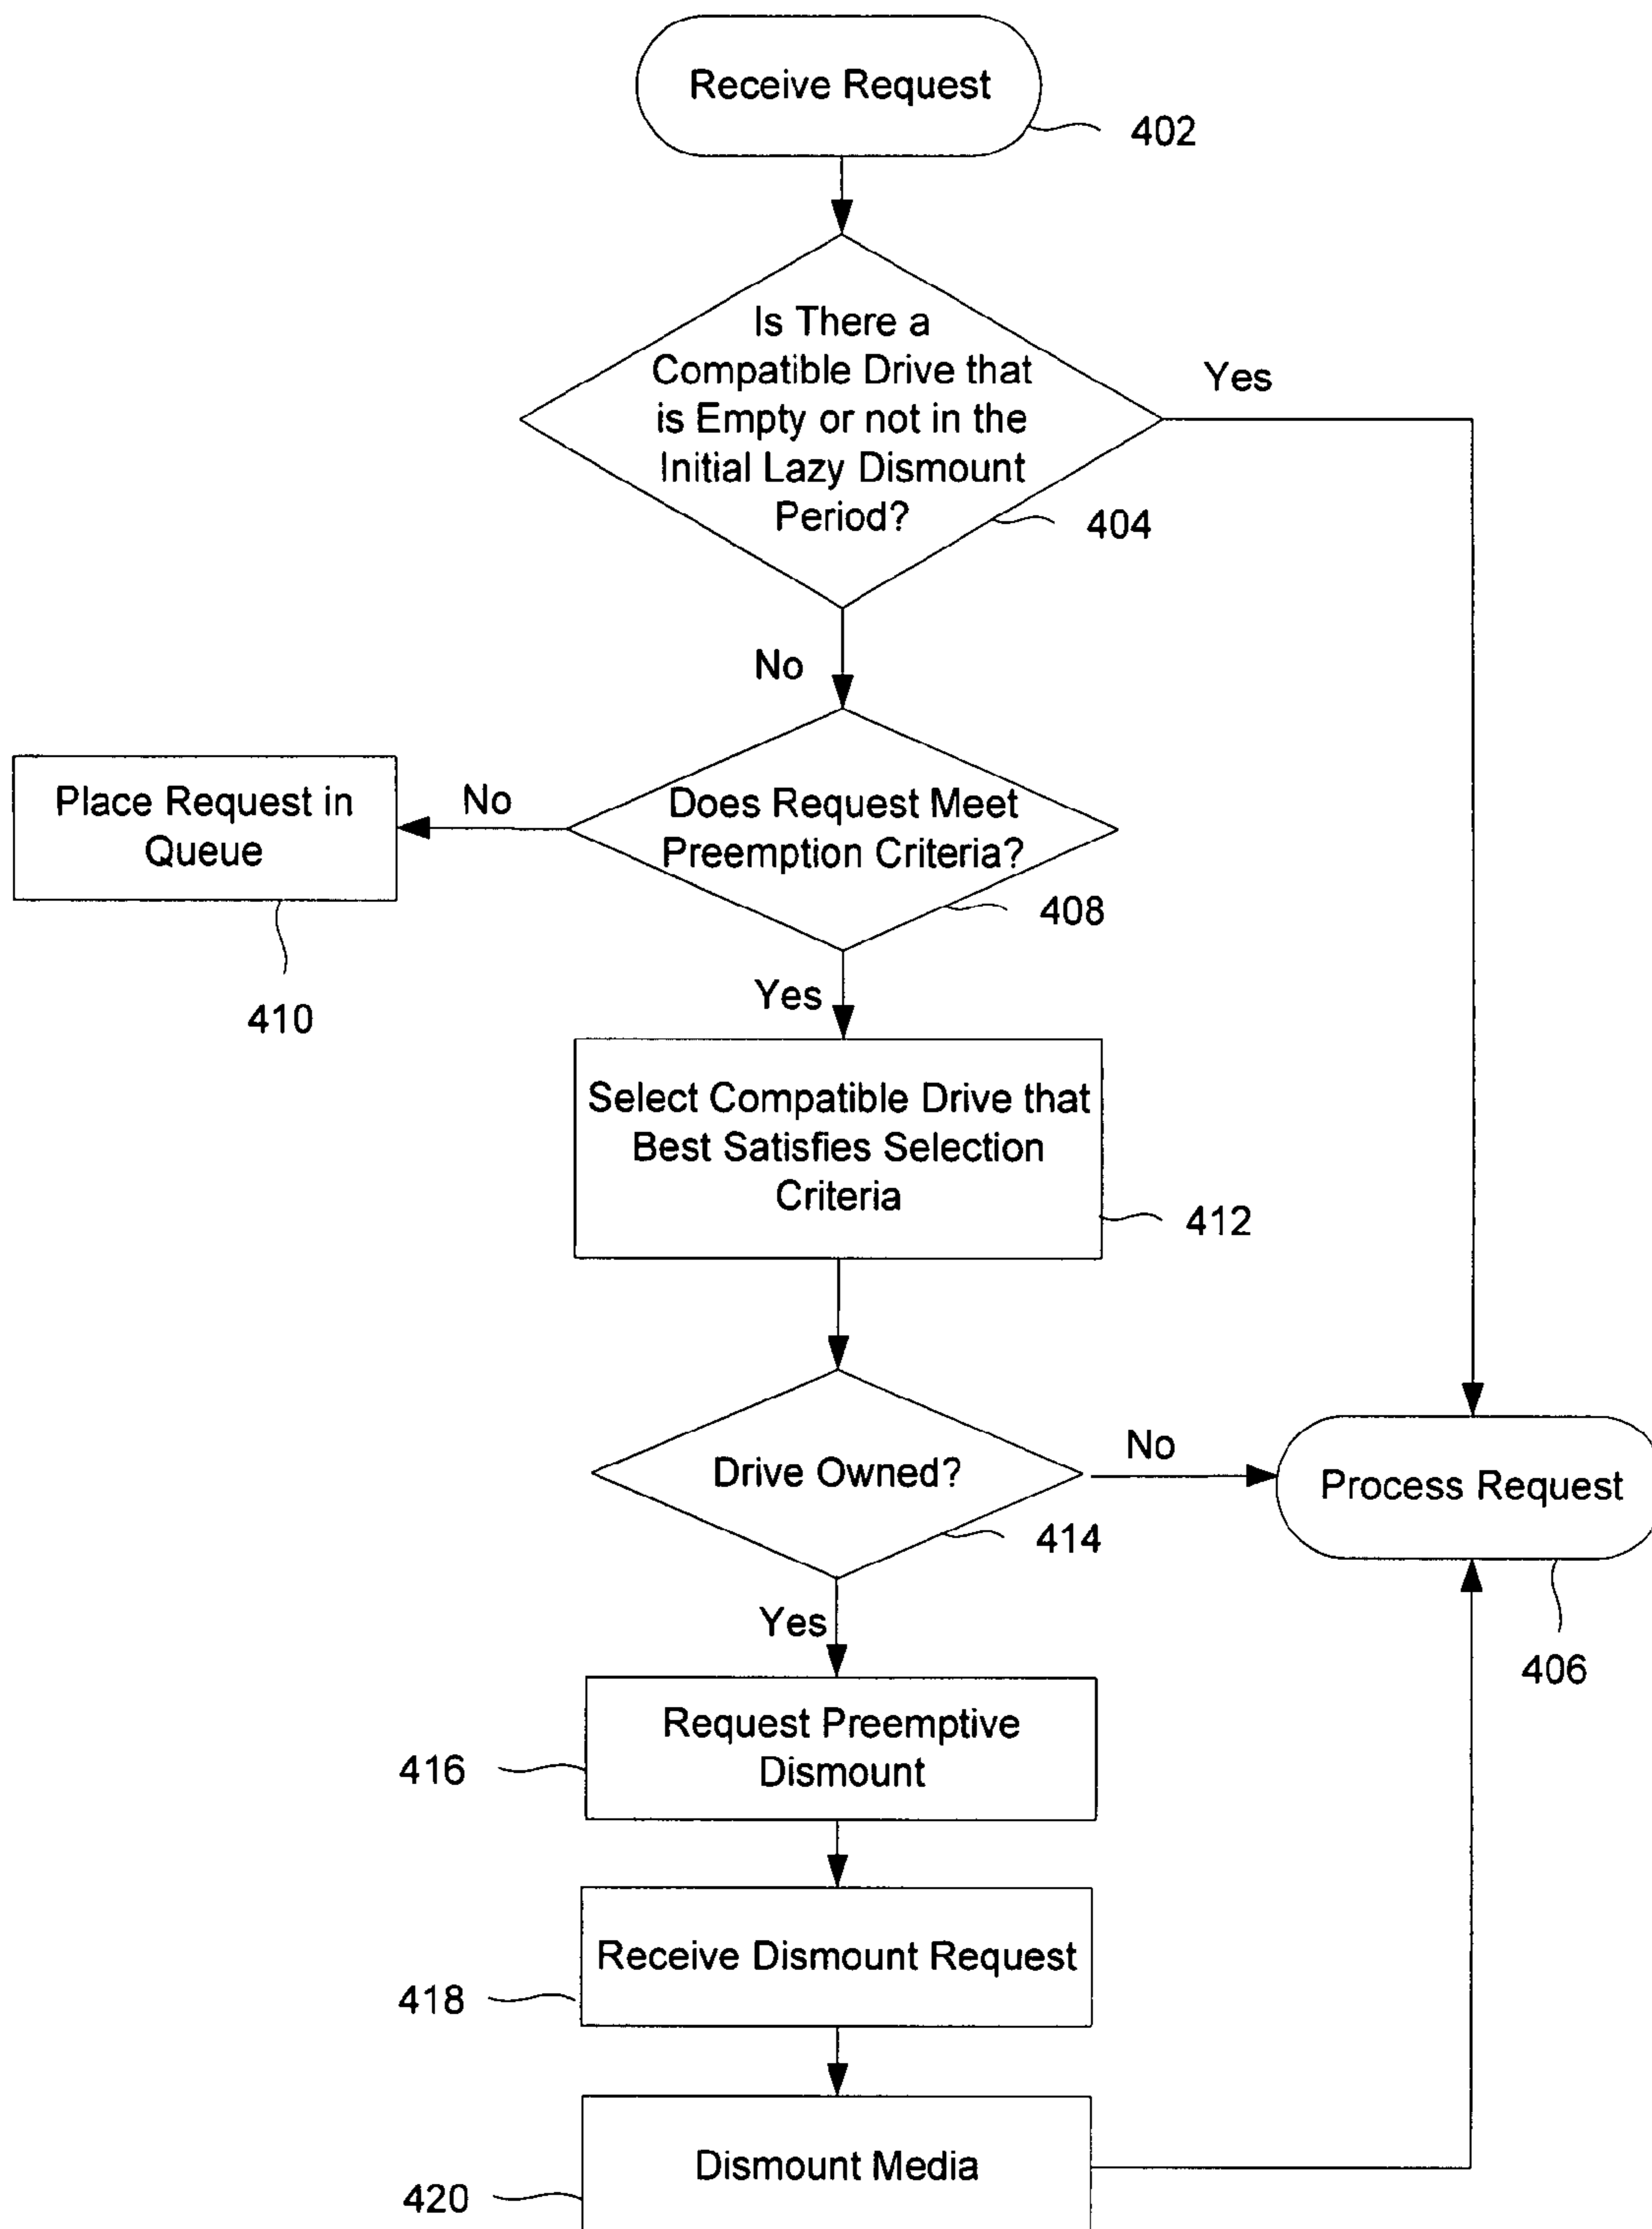 Receive Request
402
Is There a
Compatible Drive that
is Empty or not in the
Initial Lazy Dismount
Period?
Yes
404
No
Place Request in
Queue
No
Does Request Meet
Preemption Criteria?
408
410
Yes
Select Compatible Drive that
Best Satisfies Selection
Criteria
412
Drive Owned?
No
414
Process Request
406
Yes
Request Preemptive
Dismount
416
Receive Dismount Request
418
Dismount Media
420